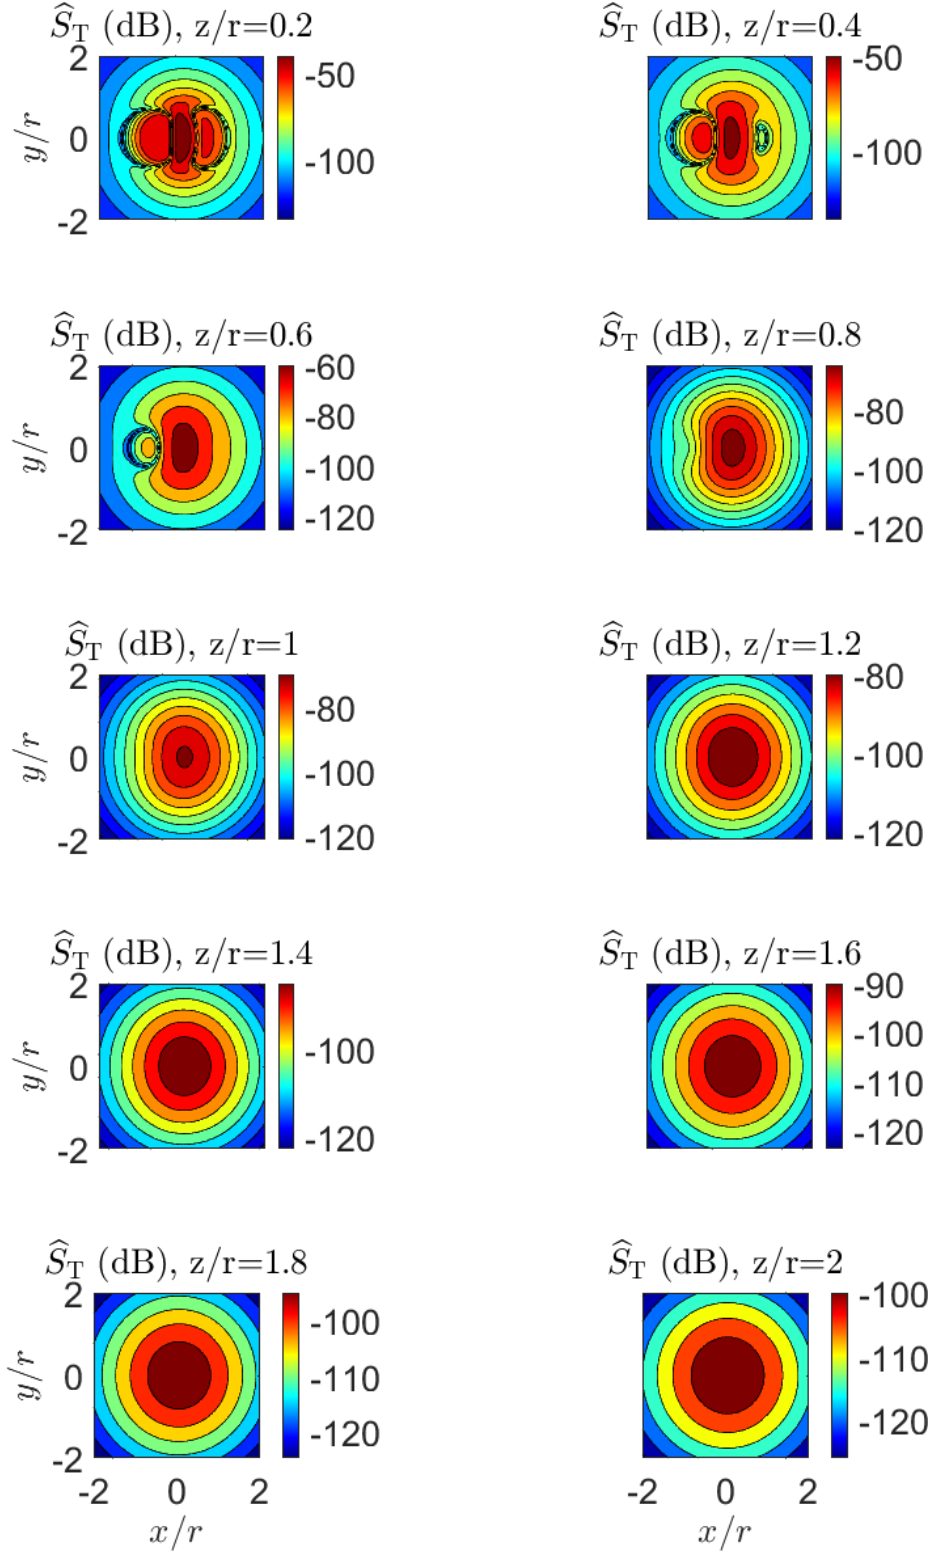 Ŝ_T (dB), z/r=0.2
Ŝ_T (dB), z/r=0.4
2
0
-2
y/r
-50
-100
-50
-100
Ŝ_T (dB), z/r=0.6
Ŝ_T (dB), z/r=0.8
2
0
-2
y/r
-60
-80
-100
-120
-80
-100
-120
Ŝ_T (dB), z/r=1
Ŝ_T (dB), z/r=1.2
2
0
-2
y/r
-80
-100
-120
-80
-100
-120
Ŝ_T (dB), z/r=1.4
Ŝ_T (dB), z/r=1.6
2
0
-2
y/r
-100
-120
-90
-100
-110
-120
Ŝ_T (dB), z/r=1.8
Ŝ_T (dB), z/r=2
2
0
-2
y/r
-100
-110
-120
-100
-110
-120
-2 0 2
-2 0 2
x/r
x/r